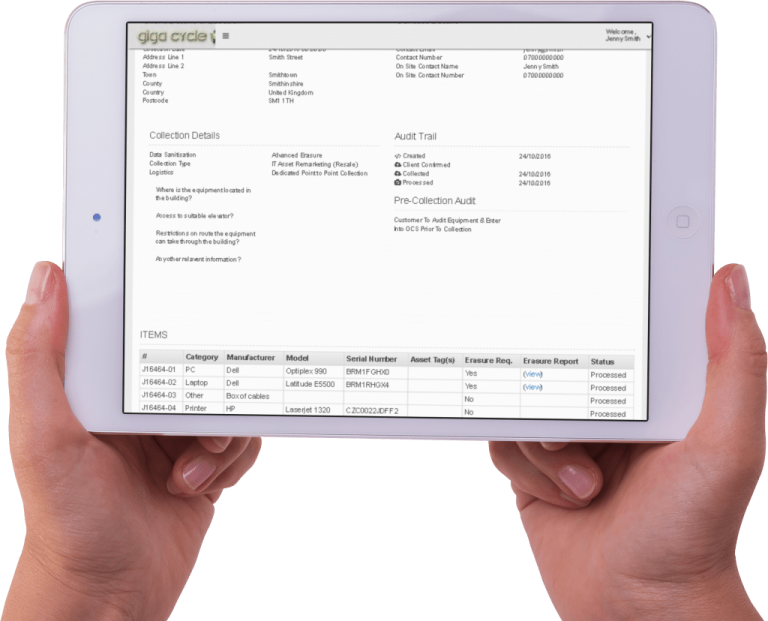 giga cycle
Welcome,
Jenny Smith
Address Line 1 Smith Street
Address Line 2
Town Smithtown
County Smithinshire
Country United Kingdom
Postcode SM1 1TH
Contact Number 07000000000
On Site Contact Name Jenny Smith
On Site Contact Number 07000000000
Collection Details
Data Sanitization Advanced Erasure
Collection Type IT Asset Remarketing (Resale)
Logistics Dedicated Point to Point Collection
Where is the equipment located in
the building?
Access to suitable elevator?
Restrictions on route the equipment
can take through the building?
Any other relavent information?
Audit Trail
Created 24/10/2016
Client Confirmed
Collected 24/10/2016
Processed 24/10/2016
Pre-Collection Audit
Customer To Audit Equipment & Enter
Into OCS Prior To Collection
ITEMS
# Category Manufacturer Model Serial Number Asset Tag(s) Erasure Req. Erasure Report Status
J16464-01 PC Dell Optiplex 990 BRM1FGHX0 Yes (view) Processed
J16464-02 Laptop Dell Latitude E5500 BRM1RHGX4 Yes (view) Processed
J16464-03 Other Box of cables No Processed
J16464-04 Printer HP Laserjet 1320 CZC0022JDFF2 No Processed